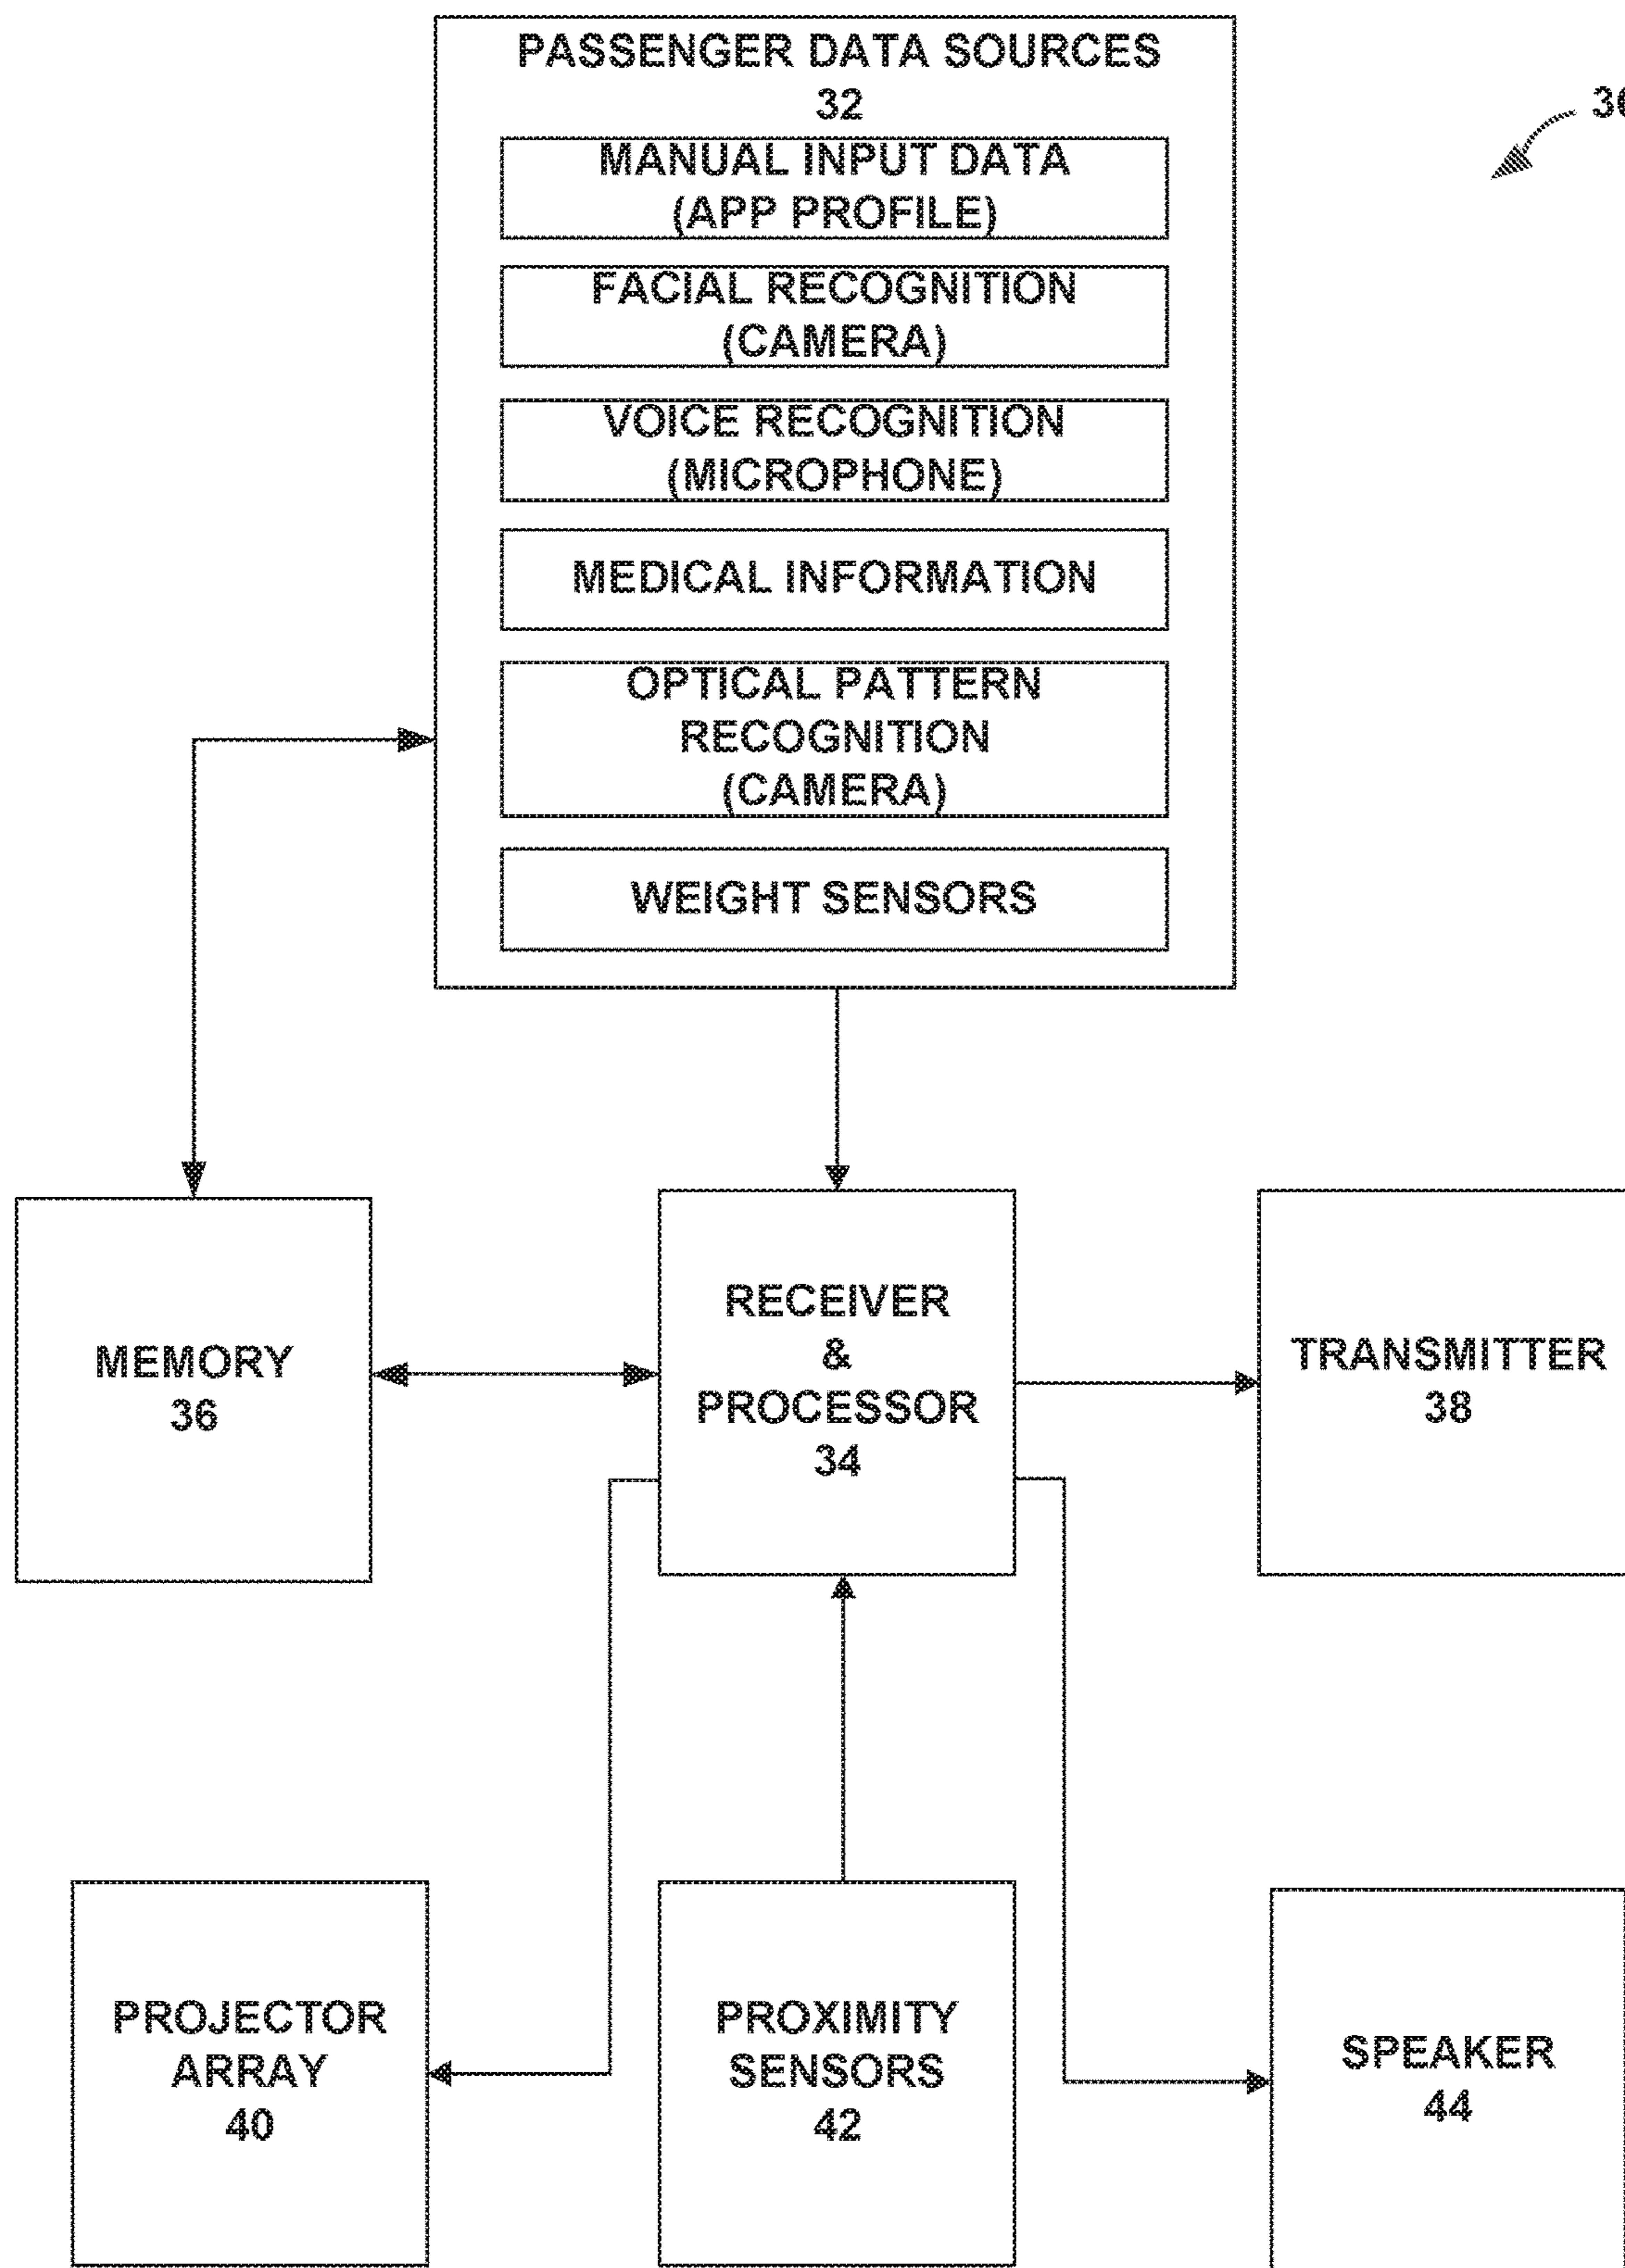 PASSENGER DATA SOURCES
32
MANUAL INPUT DATA
(APP PROFILE)
FACIAL RECOGNITION
(CAMERA)
VOICE RECOGNITION
(MICROPHONE)
MEDICAL INFORMATION
OPTICAL PATTERN
RECOGNITION
(CAMERA)
WEIGHT SENSORS
MEMORY
36
RECEIVER
&
PROCESSOR
34
TRANSMITTER
38
PROJECTOR
ARRAY
40
PROXIMITY
SENSORS
42
SPEAKER
44